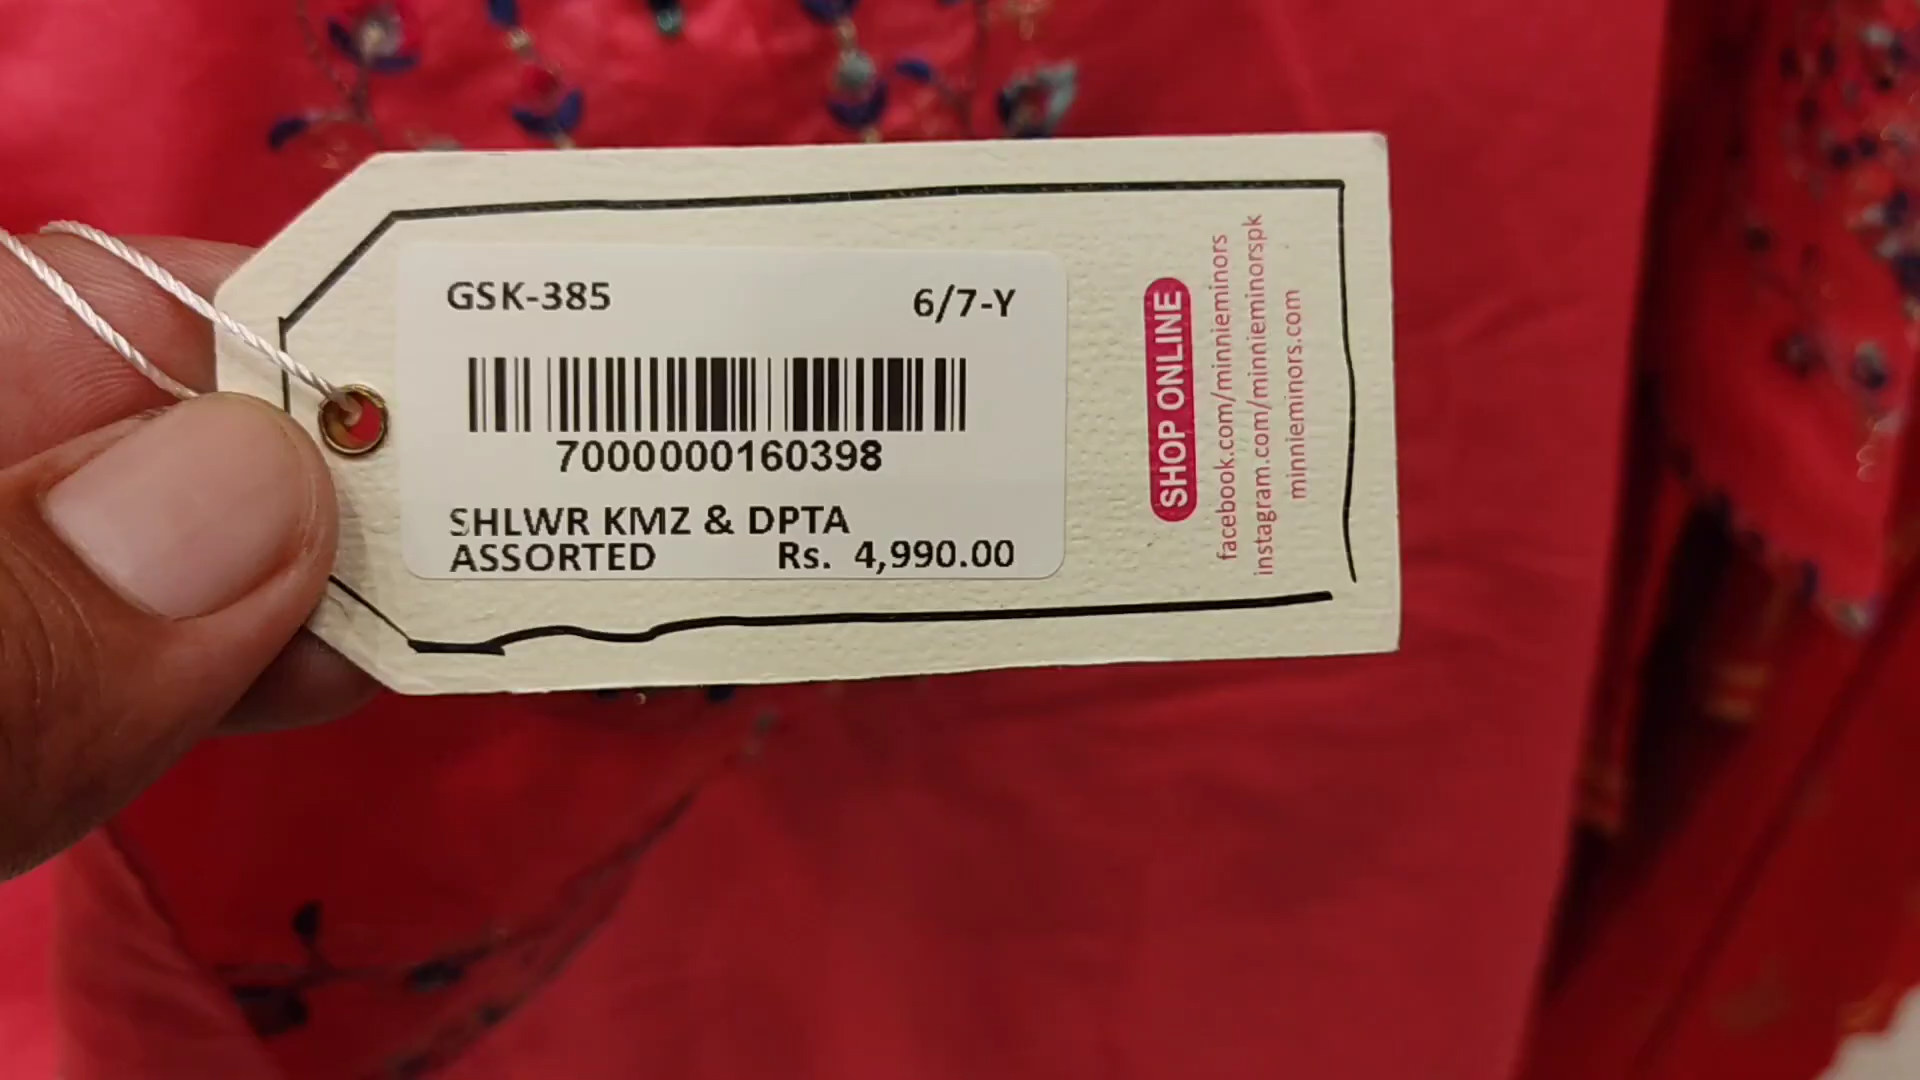 GSK-385 6/7-Y
7000000160398
SHLWR KMZ & DPTA
ASSORTED Rs. 4,990.00
SHOP ONLINE
facebook.com/minnieminors
instagram.com/minnieminorspk
minnieminors.com